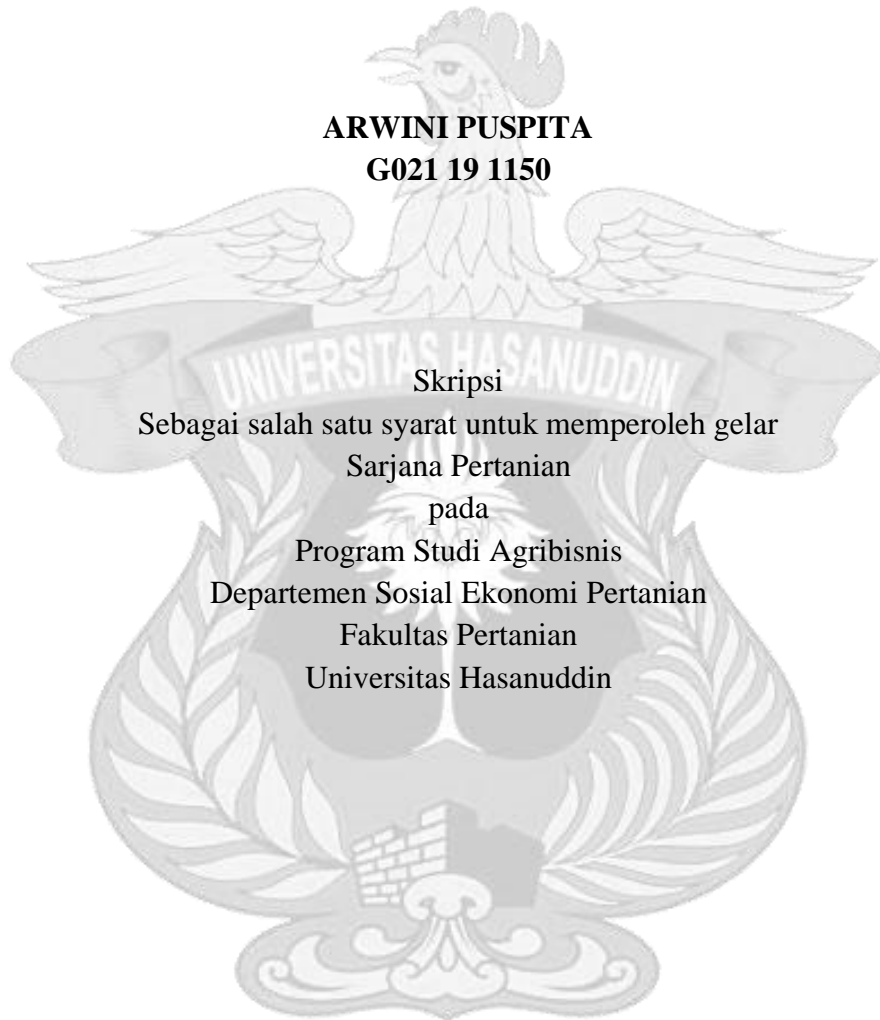 ARWINI PUSPITA
G021 19 1150
UNIVERSITAS HASANUDDIN
Skripsi
Sebagai salah satu syarat untuk memperoleh gelar
Sarjana Pertanian
pada
Program Studi Agribisnis
Departemen Sosial Ekonomi Pertanian
Fakultas Pertanian
Universitas Hasanuddin